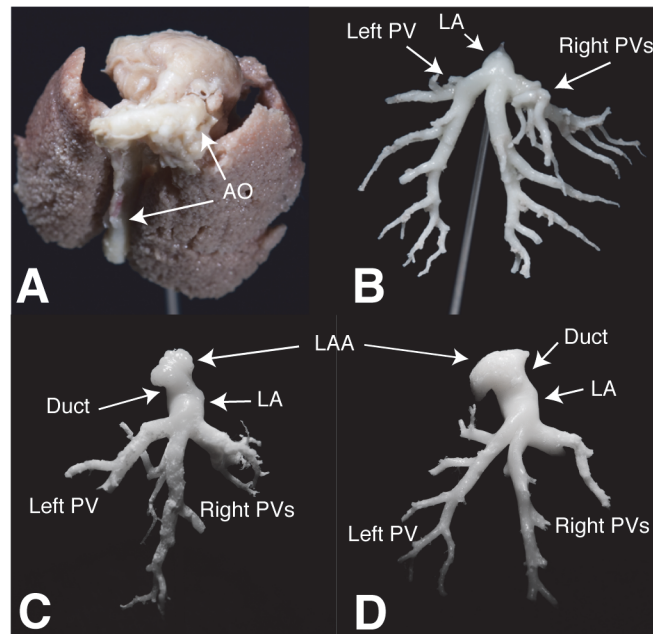 Left PV
LA
Right PVs
AO
A
B
LAA
Duct
Duct
LA
LA
Left PV
Right PVs
Left PV
Right PVs
C
D